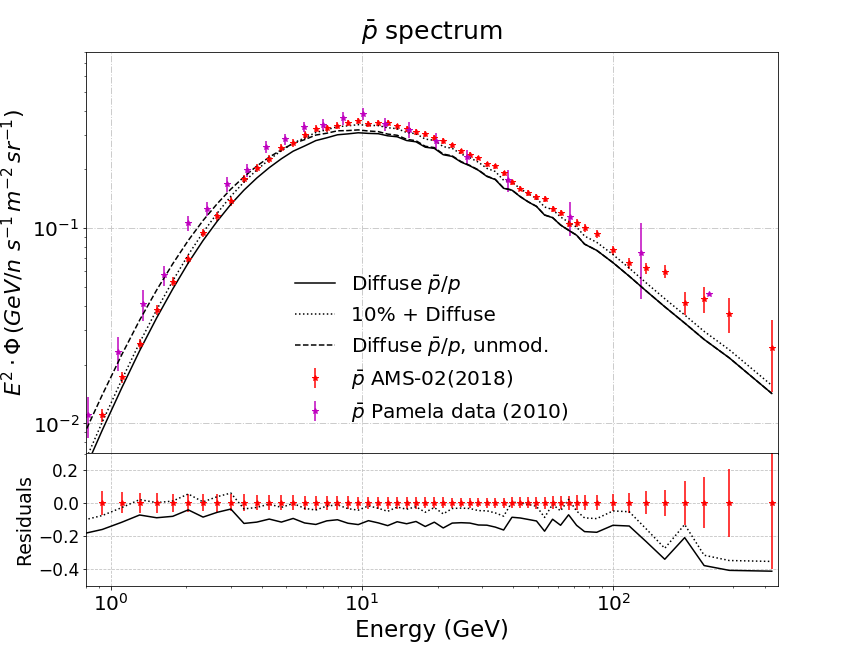 p̄ spectrum
E² · Φ (GeV/n s⁻¹ m⁻² sr⁻¹)
10⁻¹
10⁻²
Diffuse p̄/p
10% + Diffuse
Diffuse p̄/p, unmod.
p̄ AMS-02(2018)
p̄ Pamela data (2010)
Residuals
0.2
0.0
−0.2
−0.4
10⁰ 10¹ 10²
Energy (GeV)